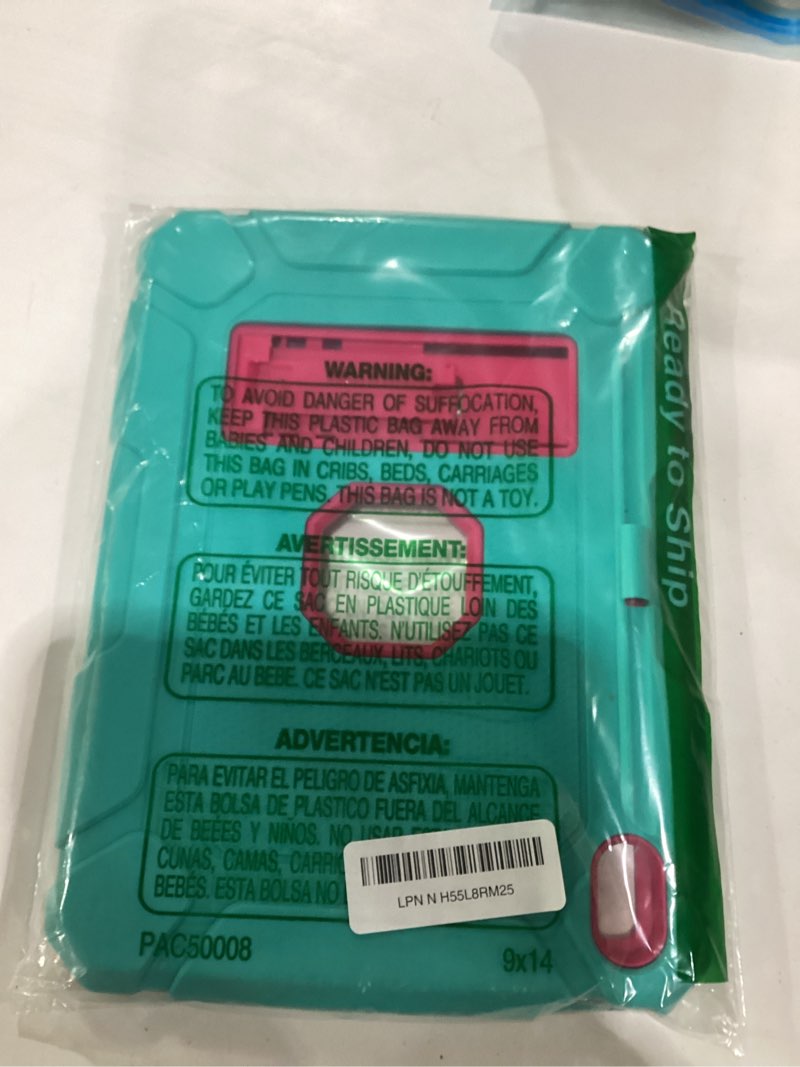 WARNING:
TO AVOID DANGER OF SUFFOCATION,
KEEP THIS PLASTIC BAG AWAY FROM
BABIES AND CHILDREN, DO NOT USE
THIS BAG IN CRIBS, BEDS, CARRIAGES
OR PLAY PENS. THIS BAG IS NOT A TOY.
AVERTISSEMENT:
POUR ÉVITER TOUT RISQUE D'ÉTOUFFEMENT,
GARDEZ CE SAC EN PLASTIQUE LOIN DES
BÉBÉS ET LES ENFANTS. N'UTILISEZ PAS CE
SAC DANS LES BERCEAUX, LITS, CHARIOTS OU
PARC AU BEBE. CE SAC N'EST PAS UN JOUET.
ADVERTENCIA:
PARA EVITAR EL PELIGRO DE ASFIXIA, MANTENGA
ESTA BOLSA DE PLASTICO FUERA DEL ALCANCE
DE BEBES Y NIÑOS. NO USAR
CUNAS, CAMAS,
BEBÉS. ESTA BOLSA NO
LPN N H55L8RM25
PAC50008
9x14
Ready to Ship